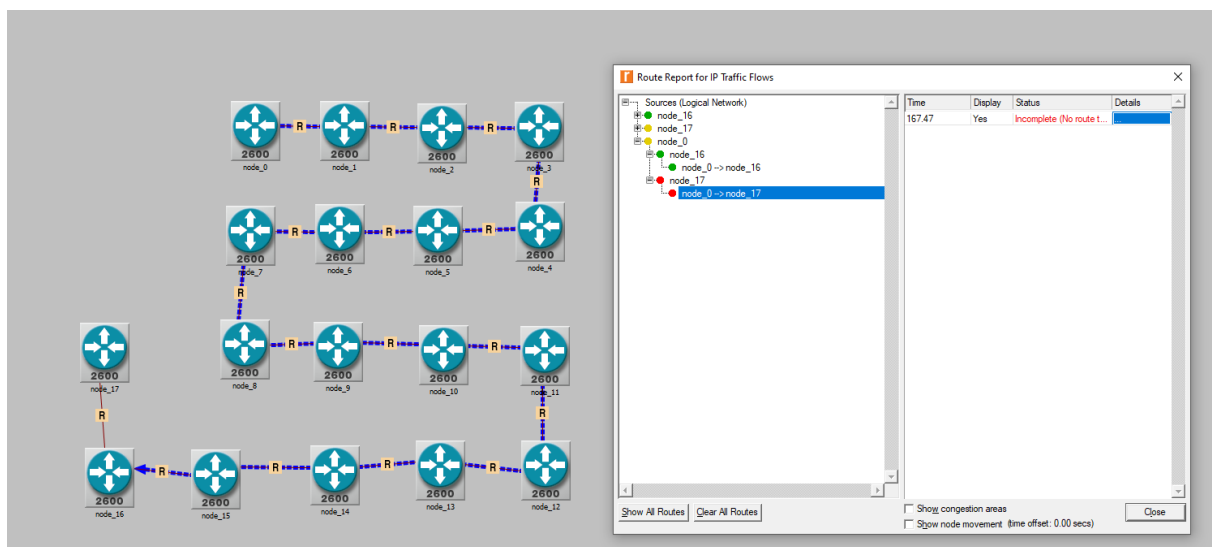 Route Report for IP Traffic Flows
Sources (Logical Network)
node_16
node_17
node_0
node_16
node_0 --> node_16
node_17
node_0 --> node_17
Time Display Status Details
167.47 Yes Incomplete (No route t... ...
Show All Routes Clear All Routes
Show congestion areas
Show node movement (time offset: 0.00 secs)
Close
R R R
2600 2600 2600 2600
node_0 node_1 node_2 node_3
R
R R R
2600 2600 2600 2600
node_7 node_6 node_5 node_4
R
R R R
2600 2600 2600 2600 2600
node_17 node_8 node_9 node_10 node_11
R R
R R R R
2600 2600 2600 2600 2600
node_16 node_15 node_14 node_13 node_12